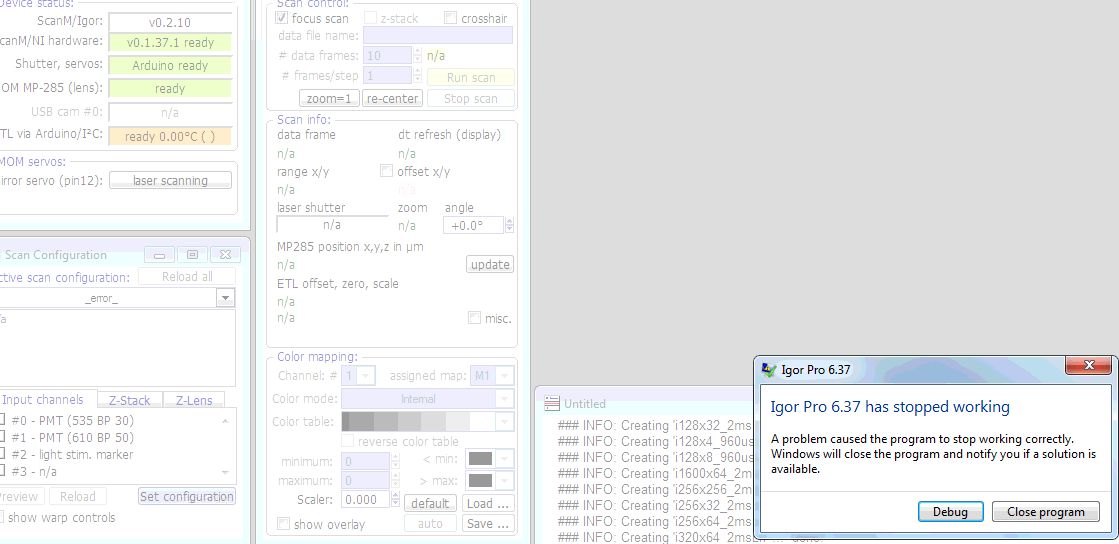 Device status:
ScanM/Igor: v0.2.10
canM/NI hardware: v0.1.37.1 ready
Shutter, servos: Arduino ready
OM MP-285 (lens): ready
USB cam #0: n/a
TL via Arduino/I²C: ready 0.00°C ( )
MOM servos:
irror servo (pin12): laser scanning
Scan Configuration
ctive scan configuration: Reload all
_error_
a
Input channels Z-Stack Z-Lens
#0 - PMT (535 BP 30)
#1 - PMT (610 BP 50)
#2 - light stim. marker
#3 - n/a
Preview Reload Set configuration
show warp controls
Scan control:
focus scan z-stack crosshair
data file name:
# data frames: 10 n/a
# frames/step 1 Run scan
zoom=1 re-center Stop scan
Scan info:
data frame dt refresh (display)
n/a n/a
range x/y offset x/y
n/a n/a
laser shutter zoom angle
n/a n/a +0.0°
MP285 position x,y,z in µm
n/a update
ETL offset, zero, scale
n/a
n/a misc.
Color mapping:
Channel: # 1 assigned map: M1
Color mode: Internal
Color table:
reverse color table
minimum: 0 < min:
maximum: 0 > max:
Scaler: 0.000 default Load ...
show overlay auto Save ...
Untitled
### INFO: Creating 'i128x32_2ms
### INFO: Creating 'i128x4_960us
### INFO: Creating 'i128x8_960us
### INFO: Creating 'i1600x64_2m
### INFO: Creating 'i256x256_2m
### INFO: Creating 'i256x32_2ms
### INFO: Creating 'i256x64_2ms
### INFO: Creating 'i320x64_2ms
Igor Pro 6.37
Igor Pro 6.37 has stopped working
A problem caused the program to stop working correctly.
Windows will close the program and notify you if a solution is
available.
Debug Close program